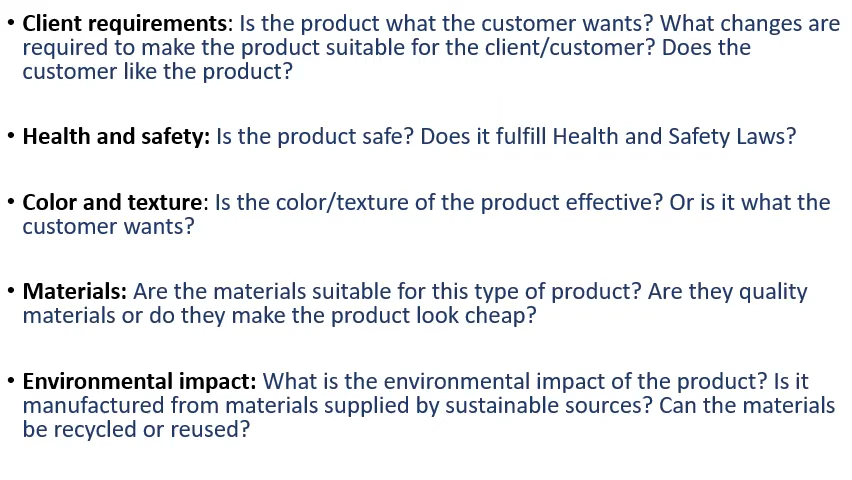 • Client requirements: Is the product what the customer wants? What changes are
required to make the product suitable for the client/customer? Does the
customer like the product?
• Health and safety: Is the product safe? Does it fulfill Health and Safety Laws?
• Color and texture: Is the color/texture of the product effective? Or is it what the
customer wants?
• Materials: Are the materials suitable for this type of product? Are they quality
materials or do they make the product look cheap?
• Environmental impact: What is the environmental impact of the product? Is it
manufactured from materials supplied by sustainable sources? Can the materials
be recycled or reused?